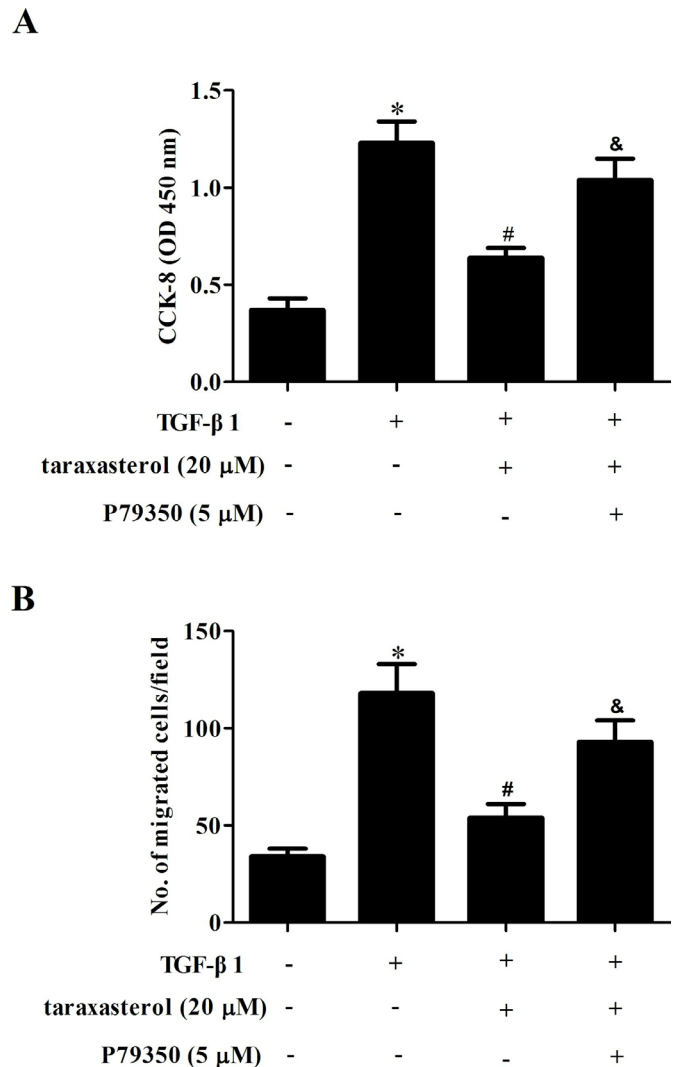 A
CCK-8 (OD 450 nm)
1.5
1.0
0.5
0.0
*
#
&
TGF-β 1 - + + +
taraxasterol (20 μM) - - + +
P79350 (5 μM) - - - +
B
No. of migrated cells/field
150
100
50
0
*
#
&
TGF-β 1 - + + +
taraxasterol (20 μM) - - + +
P79350 (5 μM) - - - +